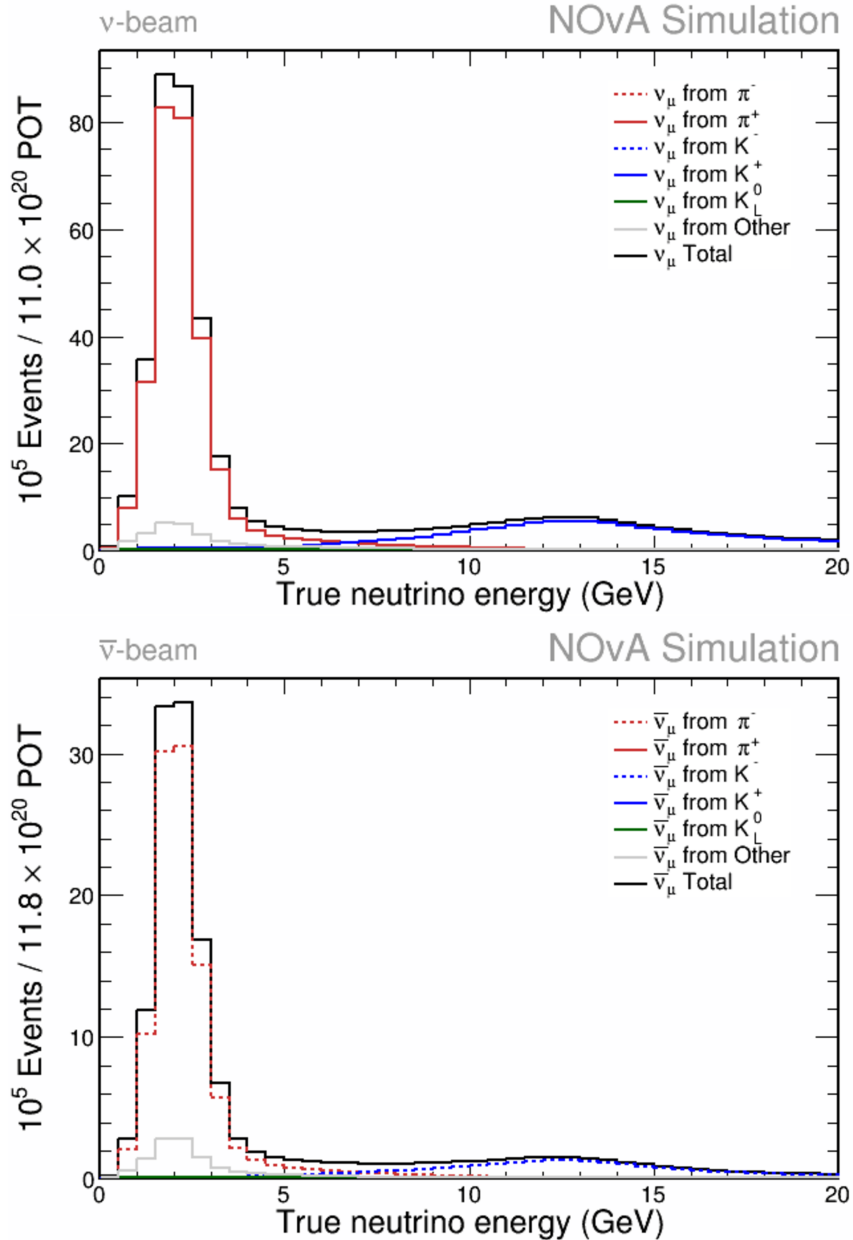 ν-beam NOνA Simulation
ν_μ from π⁻
ν_μ from π⁺
ν_μ from K⁻
ν_μ from K⁺
ν_μ from K⁰_L
ν_μ from Other
ν_μ Total
10⁵ Events / 11.0 × 10²⁰ POT
80
60
40
20
0
0 5 10 15 20
True neutrino energy (GeV)
ν̅-beam NOνA Simulation
ν̅_μ from π⁻
ν̅_μ from π⁺
ν̅_μ from K⁻
ν̅_μ from K⁺
ν̅_μ from K⁰_L
ν̅_μ from Other
ν̅_μ Total
10⁵ Events / 11.8 × 10²⁰ POT
30
20
10
0
0 5 10 15 20
True neutrino energy (GeV)